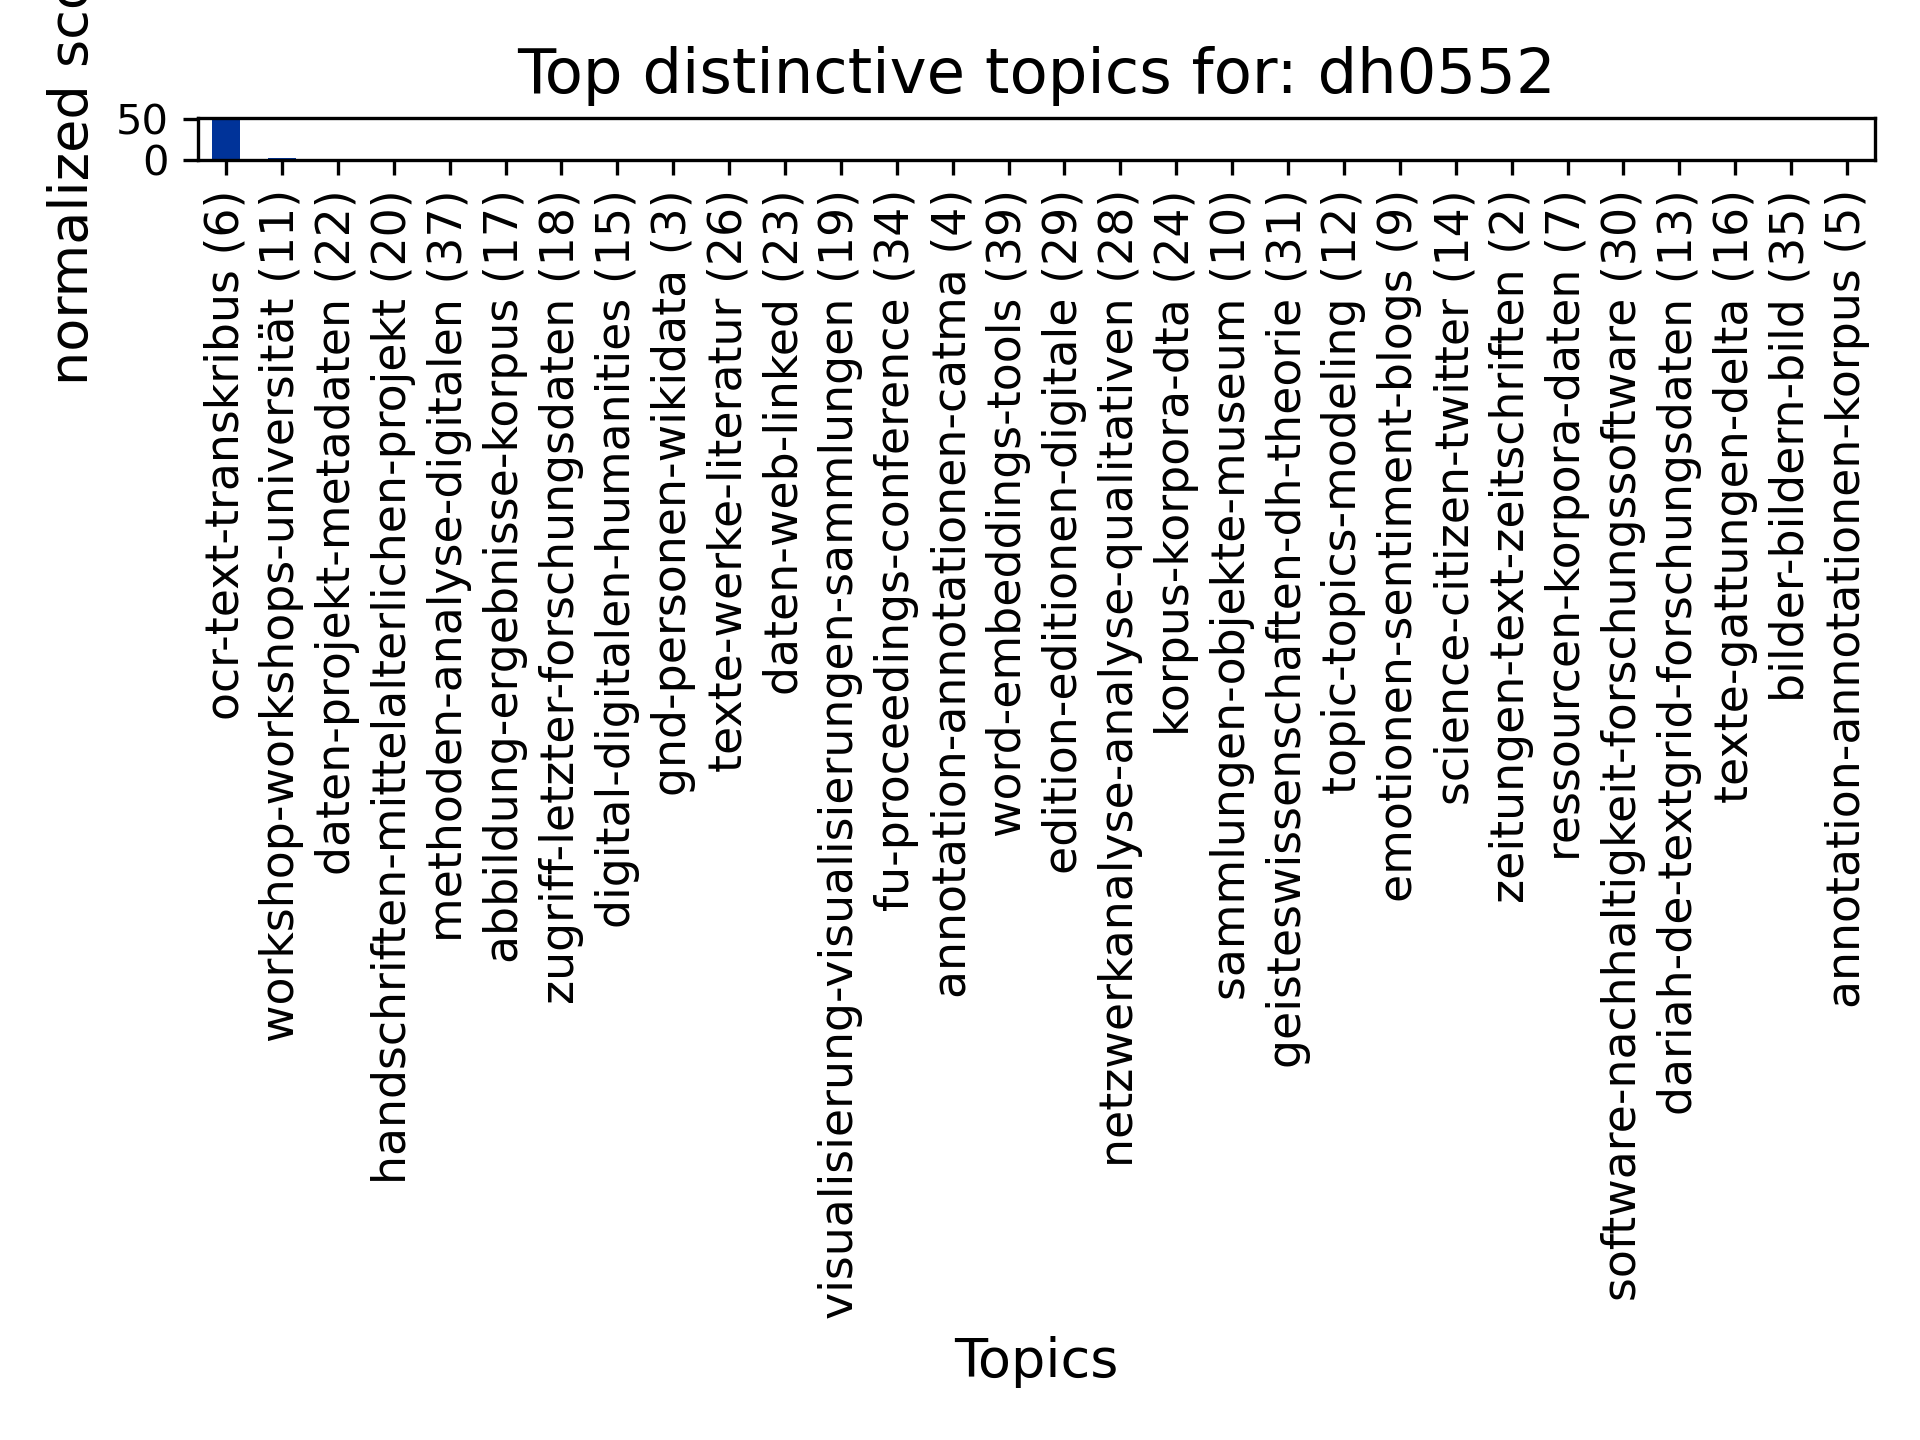 Top distinctive topics for: dh0552
normalized
50
0
ocr-text-transkribus (6)
workshop-workshops-universität (11)
daten-projekt-metadaten (22)
handschriften-mittelalterlichen-projekt (20)
methoden-analyse-digitalen (37)
abbildung-ergebnisse-korpus (17)
zugriff-letzter-forschungsdaten (18)
digital-digitalen-humanities (15)
gnd-personen-wikidata (3)
texte-werke-literatur (26)
daten-web-linked (23)
visualisierung-visualisierungen-sammlungen (19)
fu-proceedings-conference (34)
annotation-annotationen-catma (4)
word-embeddings-tools (39)
edition-editionen-digitale (29)
netzwerkanalyse-analyse-qualitativen (28)
korpus-korpora-dta (24)
sammlungen-objekte-museum (10)
geisteswissenschaften-dh-theorie (31)
topic-topics-modeling (12)
emotionen-sentiment-blogs (9)
science-citizen-twitter (14)
zeitungen-text-zeitschriften (2)
ressourcen-korpora-daten (7)
software-nachhaltigkeit-forschungssoftware (30)
dariah-de-textgrid-forschungsdaten (13)
texte-gattungen-delta (16)
bilder-bildern-bild (35)
annotation-annotationen-korpus (5)
Topics